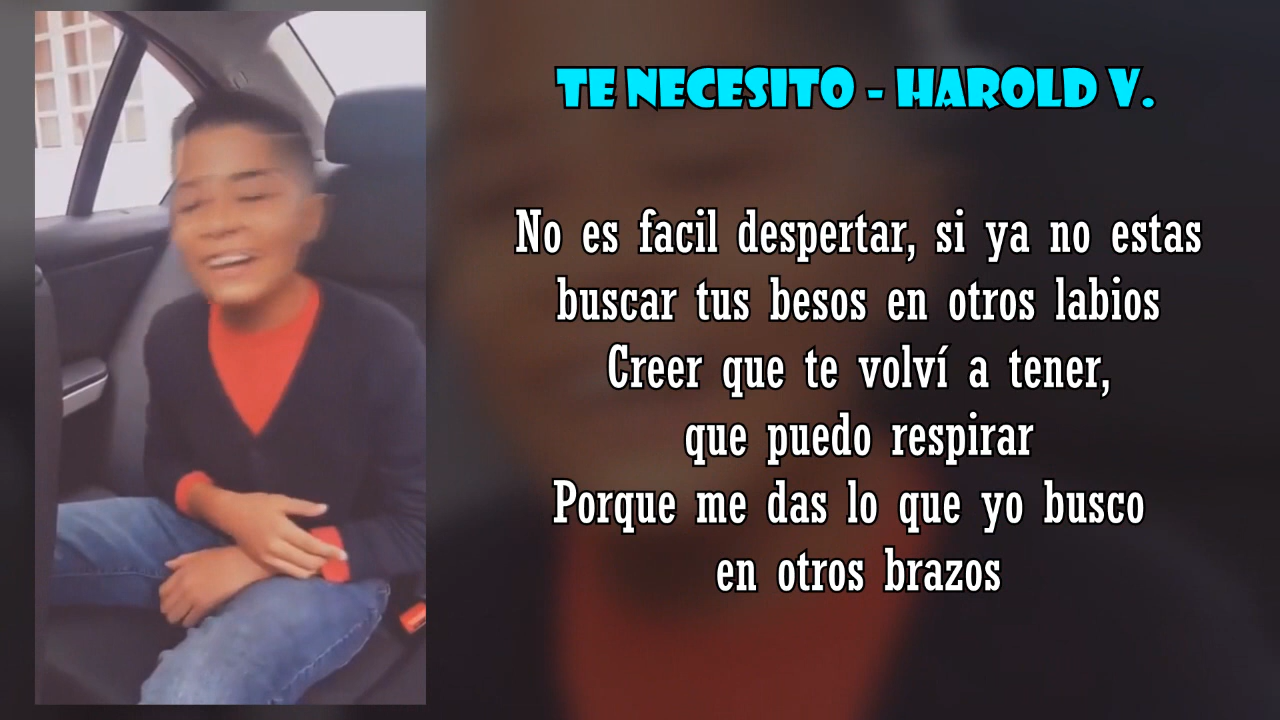 TE NECESITO - HAROLD V.
No es facil despertar, si ya no estas
buscar tus besos en otros labios
Creer que te volví a tener,
que puedo respirar
Porque me das lo que yo busco
en otros brazos